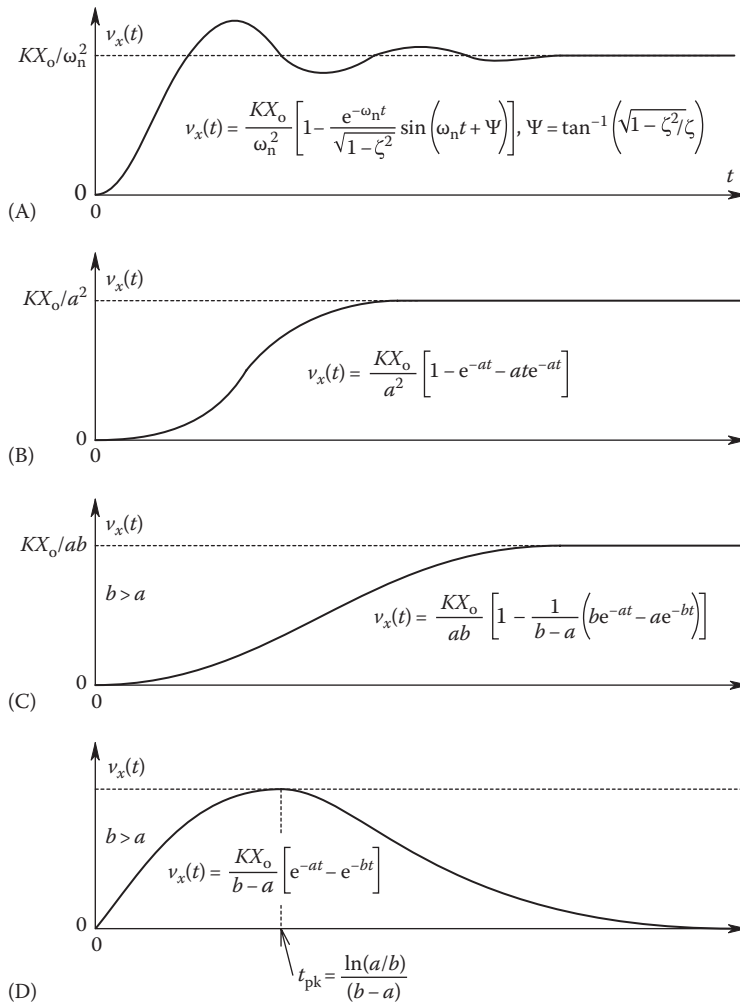 v_x(t)
KX_o/ω_n^2
v_x(t) = KX_o/ω_n^2 [1 − e^{−ω_n t}/√(1 − ζ^2) sin(ω_n t + Ψ)], Ψ = tan^{−1}(√(1 − ζ^2)/ζ)
t
0
0
(A)
v_x(t)
KX_o/a^2
v_x(t) = KX_o/a^2 [1 − e^{−at} − ate^{−at}]
0
0
(B)
v_x(t)
KX_o/ab
b > a
v_x(t) = KX_o/ab [1 − 1/(b − a) (be^{−at} − ae^{−bt})]
0
0
(C)
v_x(t)
b > a
v_x(t) = KX_o/(b − a) [e^{−at} − e^{−bt}]
0
0
t_pk = ln(a/b)/(b − a)
(D)